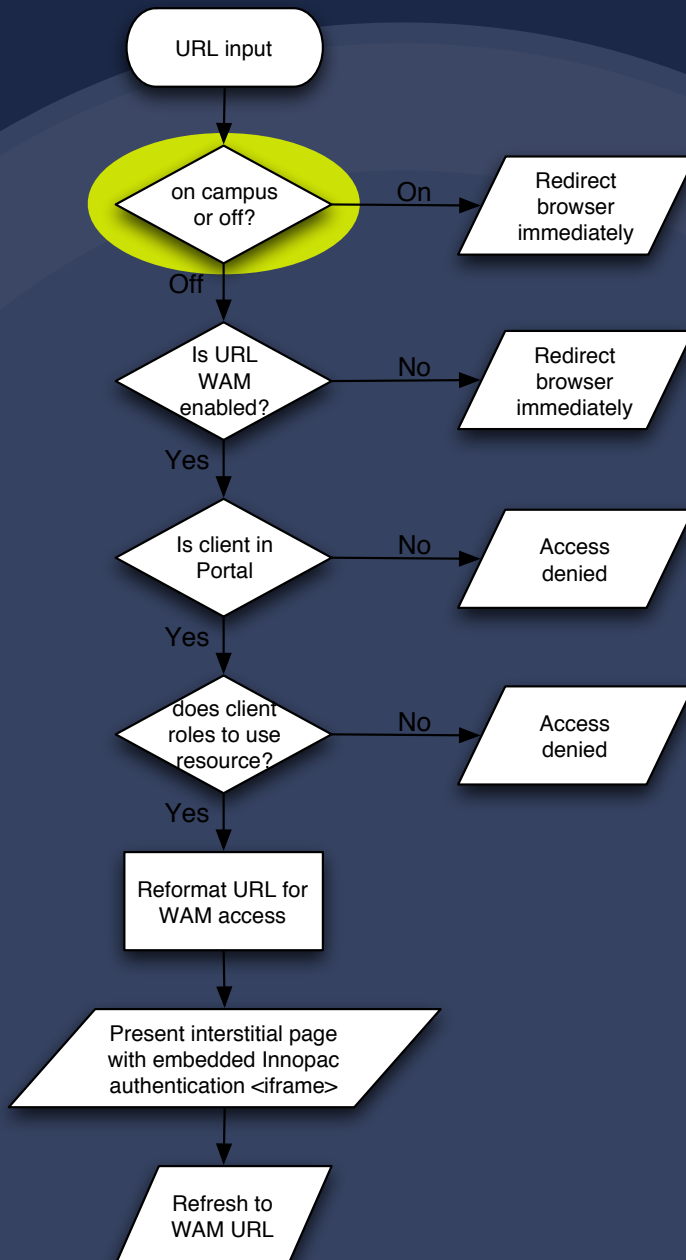 URL input
on campus
or off?
On
Redirect
browser
immediately
Off
Is URL
WAM
enabled?
No
Redirect
browser
immediately
Yes
Is client in
Portal
No
Access
denied
Yes
does client
roles to use
resource?
No
Access
denied
Yes
Reformat URL for
WAM access
Present interstitial page
with embedded Innopac
authentication <iframe>
Refresh to
WAM URL